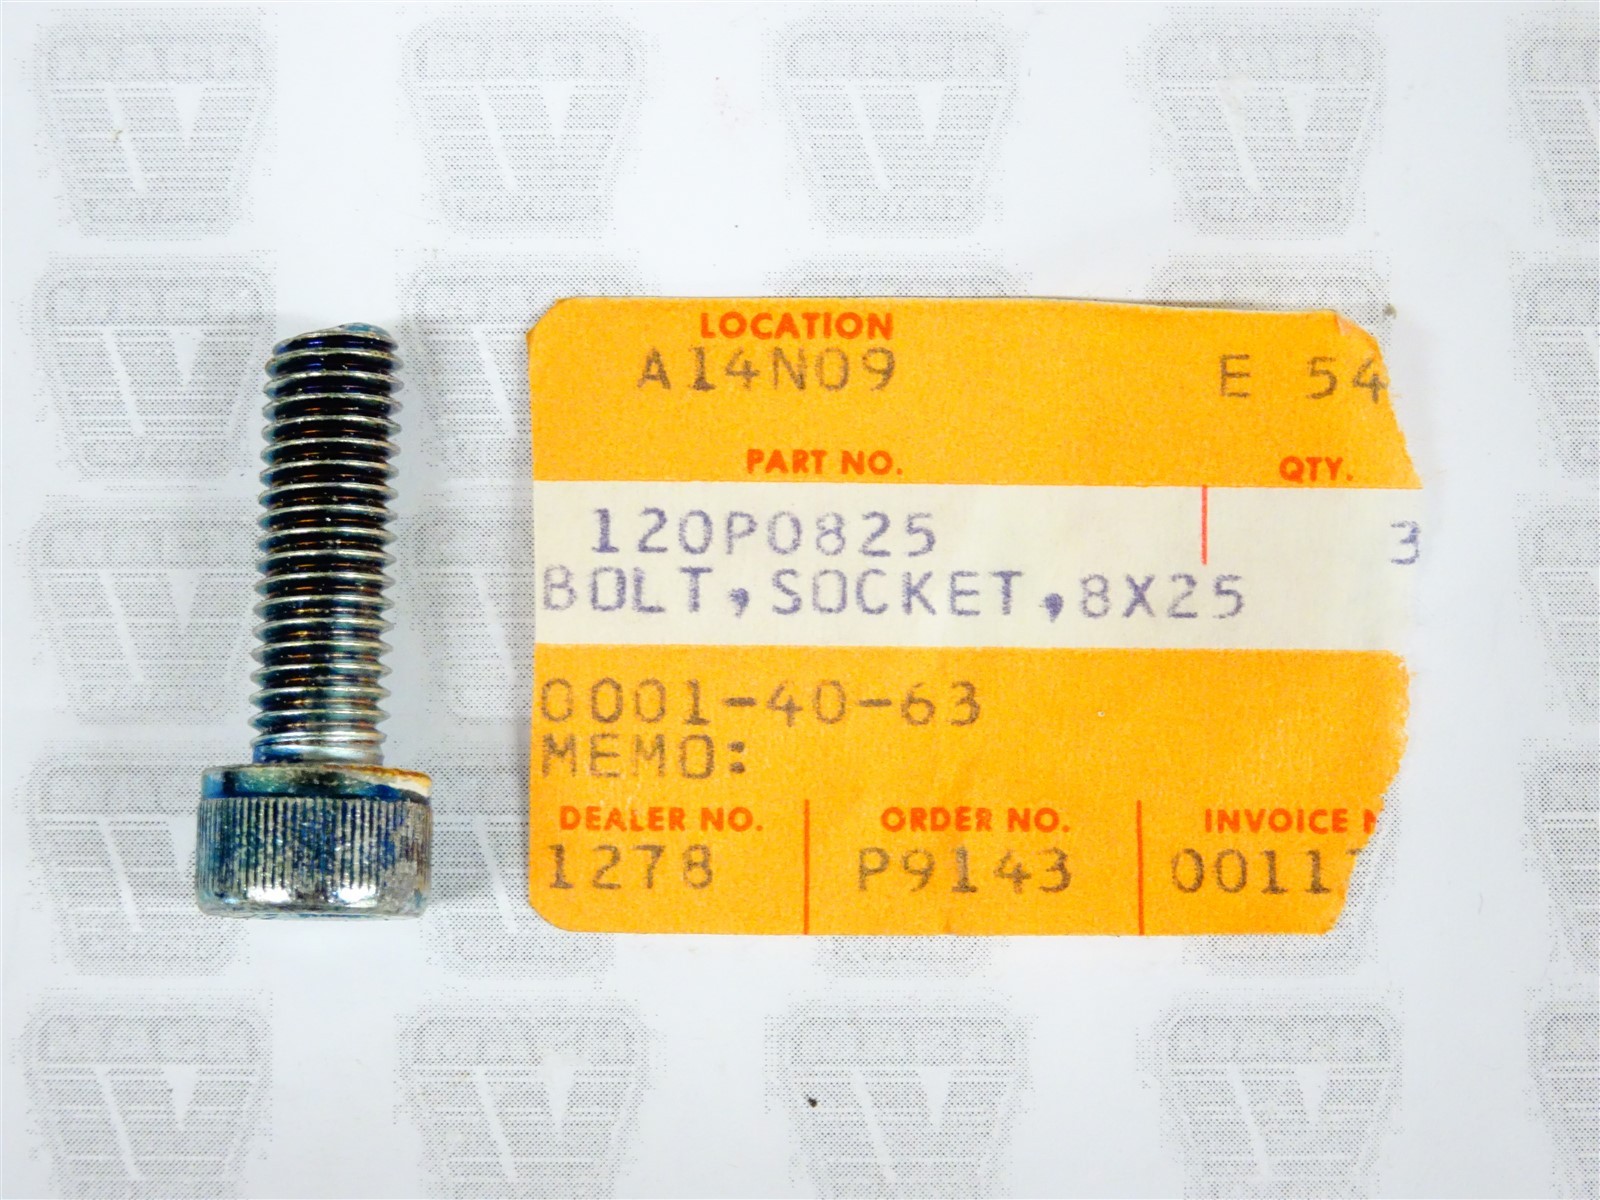 LOCATION
A14N09 E 54
PART NO. QTY.
120P0825 3
BOLT,SOCKET,8X25
0001-40-63
MEMO:
DEALER NO. ORDER NO. INVOICE
1278 P9143 0011